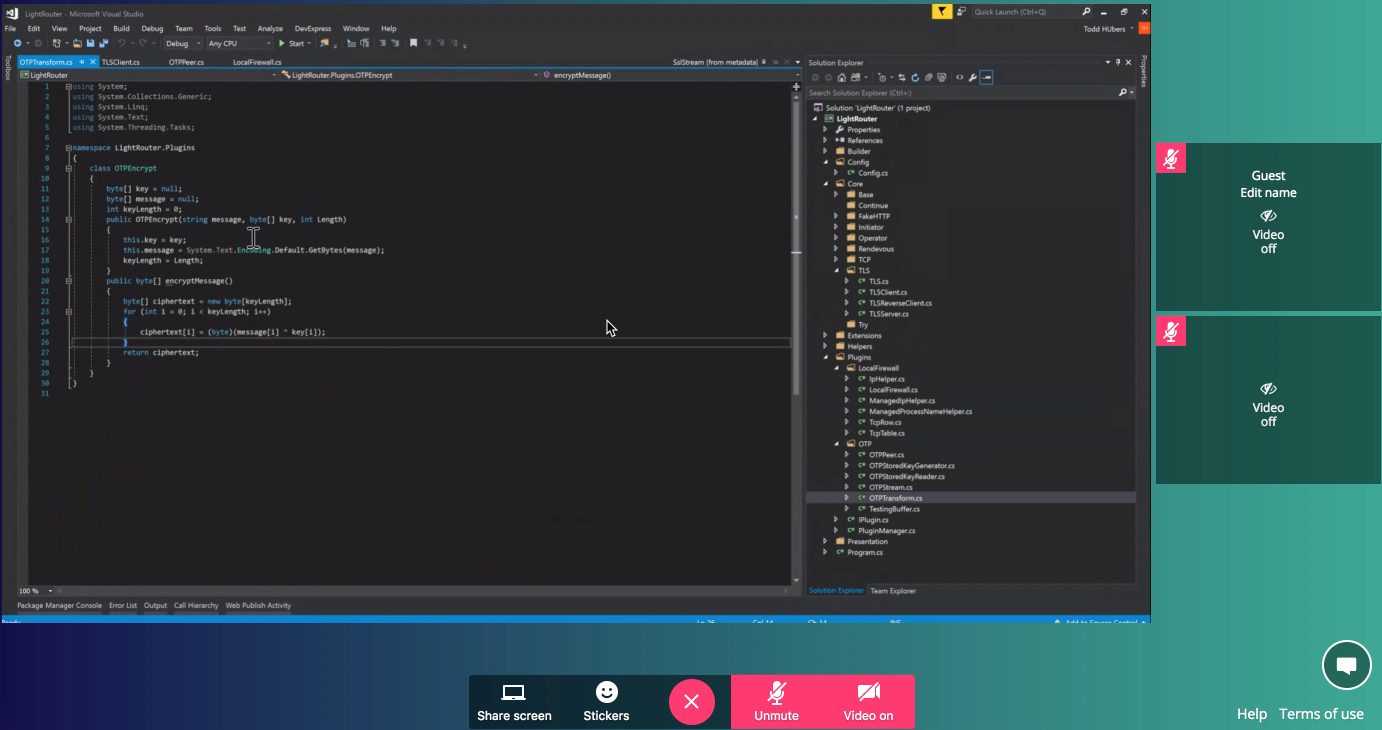 LightRouter - Microsoft Visual Studio
Quick Launch (Ctrl+Q)
File Edit View Project Build Debug Team Tools Test Analyze DevExpress Window Help
Todd HUbers
Debug Any CPU Start
Toolbox
OTPTransform.cs TLSClient.cs OTPPeer.cs LocalFirewall.cs SslStream [from metadata]
LightRouter LightRouter.Plugins.OTPEncrypt encryptMessage()
1 using System;
2 using System.Collections.Generic;
3 using System.Linq;
4 using System.Text;
5 using System.Threading.Tasks;
6
7 namespace LightRouter.Plugins
8 {
9 class OTPEncrypt
10 {
11 byte[] key = null;
12 byte[] message = null;
13 int keyLength = 0;
14 public OTPEncrypt(string message, byte[] key, int Length)
15 {
16 this.key = key;
17 this.message = System.Text.Encoding.Default.GetBytes(message);
18 keyLength = Length;
19 }
20 public byte[] encryptMessage()
21 {
22 byte[] ciphertext = new byte[keyLength];
23 for (int i = 0; i < keyLength; i++)
24 {
25 ciphertext[i] = (byte)(message[i] ^ key[i]);
26 }
27 return ciphertext;
28 }
29 }
30 }
31
100 %
Package Manager Console Error List Output Call Hierarchy Web Publish Activity
Ready Ln 26 Col 14 Ch 14 INS Add to Source Control
Solution Explorer
Search Solution Explorer (Ctrl+;)
Solution 'LightRouter' (1 project)
LightRouter
Properties
References
Builder
Config
C# Config.cs
Core
Base
Continue
FakeHTTP
Initiator
Operator
Rendevous
TCP
TLS
C# TLS.cs
C# TLSClient.cs
C# TLSReverseClient.cs
C# TLSServer.cs
Try
Extensions
Helpers
Plugins
LocalFirewall
C# IpHelper.cs
C# LocalFirewall.cs
C# ManagedIpHelper.cs
C# ManagedProcessNameHelper.cs
C# TcpRow.cs
C# TcpTable.cs
OTP
C# OTPPeer.cs
C# OTPStoredKeyGenerator.cs
C# OTPStoredKeyReader.cs
C# OTPStream.cs
C# OTPTransform.cs
C# TestingBuffer.cs
C# IPlugin.cs
C# PluginManager.cs
Presentation
C# Program.cs
Solution Explorer Team Explorer
Properties
Guest
Edit name
Video
off
Video
off
Share screen
Stickers
Unmute
Video on
Help Terms of use